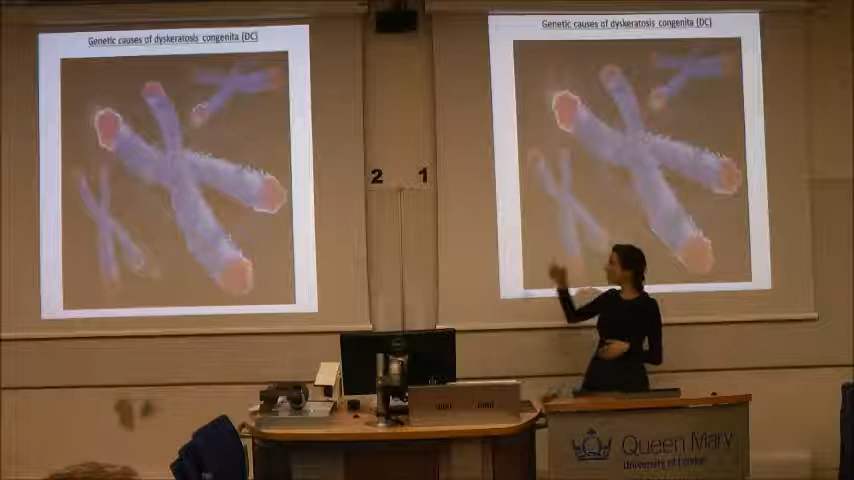 Genetic causes of dyskeratosis congenita (DC)
Genetic causes of dyskeratosis congenita (DC)
2 1
Queen Mary
University of London